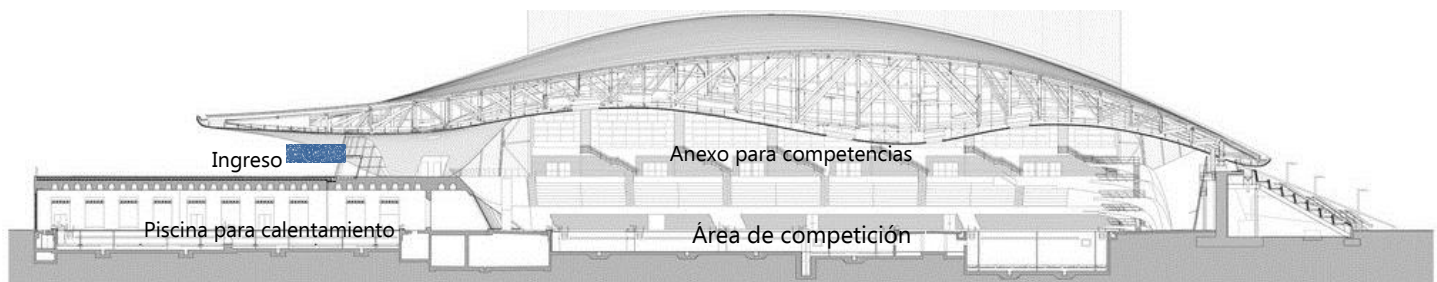 Ingreso
Anexo para competencias
Piscina para calentamiento
Área de competición